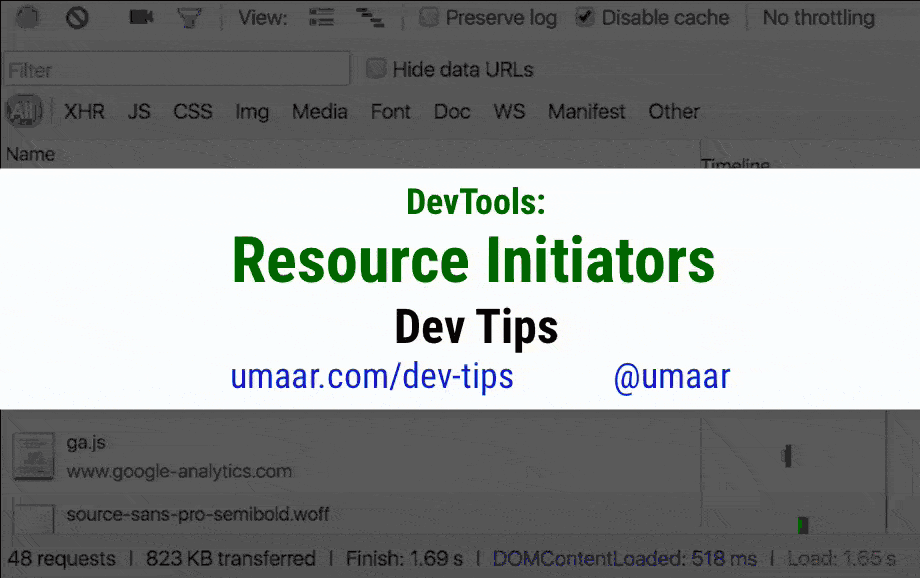 View: Preserve log Disable cache No throttling
Filter Hide data URLs
All XHR JS CSS Img Media Font Doc WS Manifest Other
Name Timeline
DevTools:
Resource Initiators
Dev Tips
umaar.com/dev-tips @umaar
ga.js
www.google-analytics.com
source-sans-pro-semibold.woff
48 requests | 823 KB transferred | Finish: 1.69 s | DOMContentLoaded: 518 ms | Load: 1.65 s